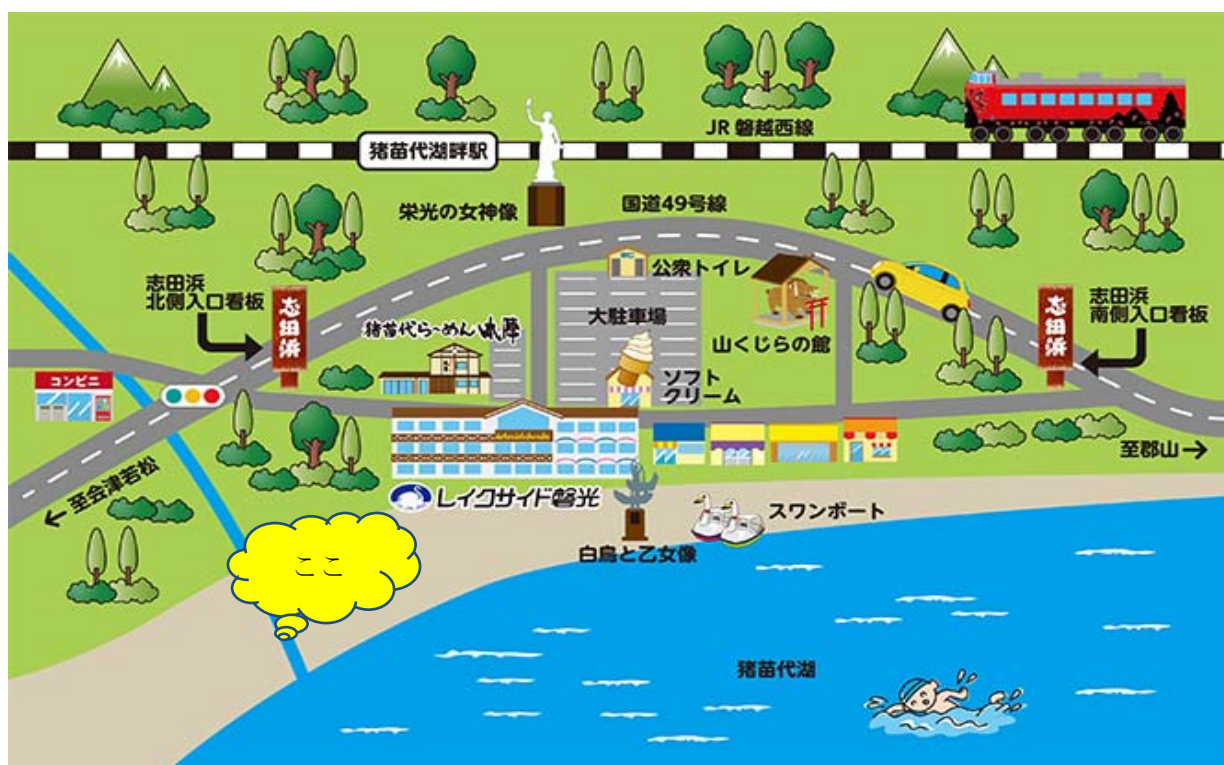 JR 磐越西線
猪苗代湖畔駅
栄光の女神像
国道49号線
公衆トイレ
志田浜
北側入口看板
志田浜
大駐車場
猪苗代ら〜めん 本陣
山くじらの館
志田浜
志田浜
南側入口看板
コンビニ
ソフト
クリーム
至郡山→
←至会津若松
レイクサイド磐光
スワンボート
ココ
白鳥と乙女像
猪苗代湖